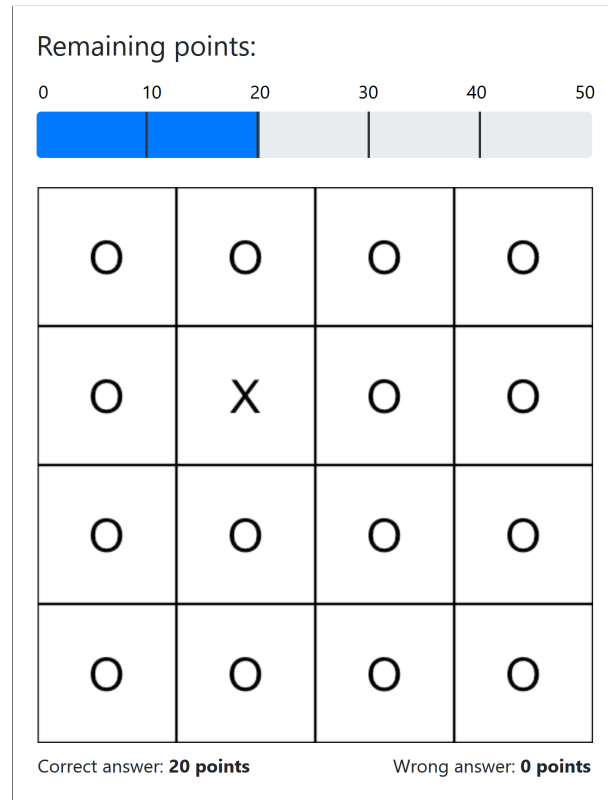 Remaining points:
0 10 20 30 40 50
O O O O
O X O O
O O O O
O O O O
Correct answer: 20 points Wrong answer: 0 points